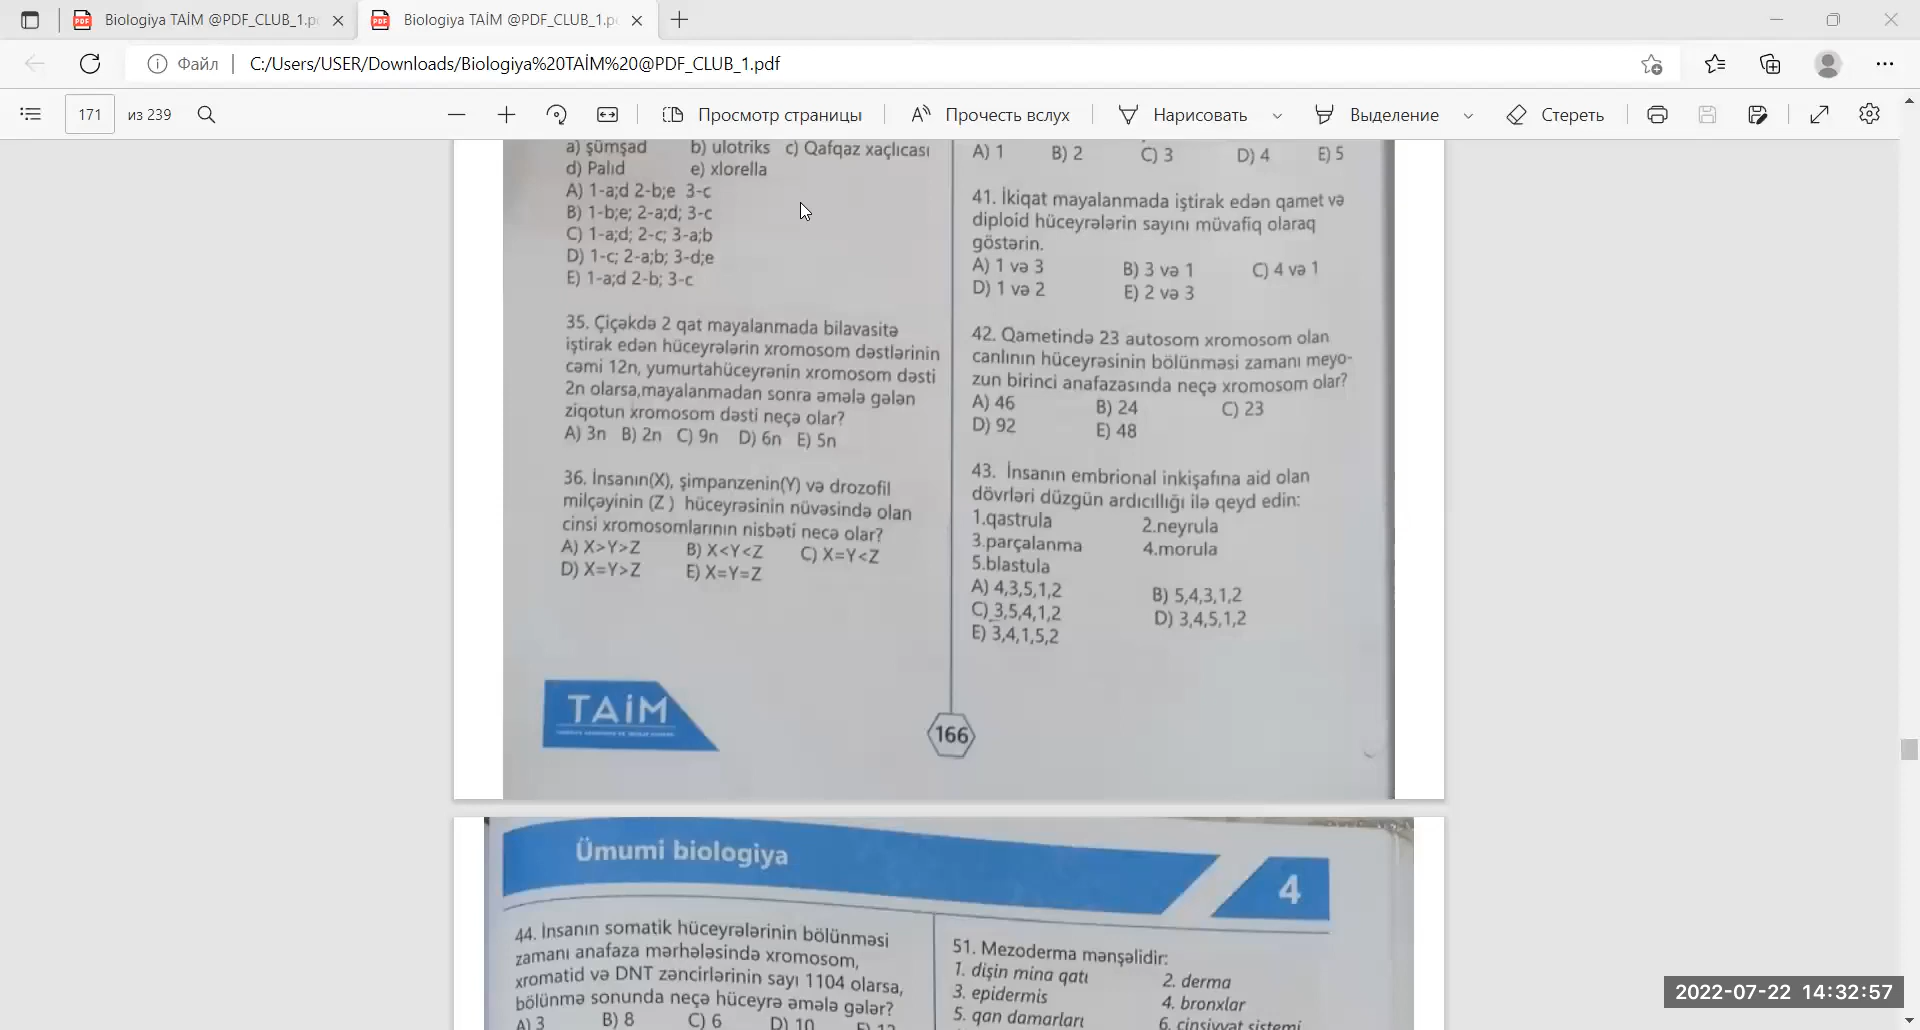 Biologiya TAİM @PDF_CLUB_1.p
Biologiya TAİM @PDF_CLUB_1.p
Файл
C:/Users/USER/Downloads/Biologiya%20TAİM%20@PDF_CLUB_1.pdf
171 из 239
Просмотр страницы
Прочесть вслух
Нарисовать
Выделение
Стереть
a) şümşad b) ulotriks c) Qafqaz xaçlıcası
d) Palıd e) xlorella
A) 1-a;d 2-b;e 3-c
B) 1-b;e; 2-a;d; 3-c
C) 1-a;d; 2-c; 3-a;b
D) 1-c; 2-a;b; 3-d;e
E) 1-a;d 2-b; 3-c
35. Çiçəkdə 2 qat mayalanmada bilavasitə
iştirak edən hüceyrələrin xromosom dəstlərinin
cəmi 12n, yumurtahüceyrənin xromosom dəsti
2n olarsa,mayalanmadan sonra əmələ gələn
ziqotun xromosom dəsti neçə olar?
A) 3n B) 2n C) 9n D) 6n E) 5n
36. İnsanın(X), şimpanzenin(Y) və drozofil
milçəyinin (Z ) hüceyrəsinin nüvəsində olan
cinsi xromosomlarının nisbəti necə olar?
A) X>Y>Z B) X<Y<Z C) X=Y<Z
D) X=Y>Z E) X=Y=Z
A) 1 B) 2 C) 3 D) 4 E) 5
41. İkiqat mayalanmada iştirak edən qamet və
diploid hüceyrələrin sayını müvafiq olaraq
göstərin.
A) 1 və 3 B) 3 və 1 C) 4 və 1
D) 1 və 2 E) 2 və 3
42. Qametində 23 autosom xromosom olan
canlının hüceyrəsinin bölünməsi zamanı meyo-
zun birinci anafazasında neçə xromosom olar?
A) 46 B) 24 C) 23
D) 92 E) 48
43. İnsanın embrional inkişafına aid olan
dövrləri düzgün ardıcıllığı ilə qeyd edin:
1.qastrula 2.neyrula
3.parçalanma 4.morula
5.blastula
A) 4,3,5,1,2 B) 5,4,3,1,2
C) 3,5,4,1,2 D) 3,4,5,1,2
E) 3,4,1,5,2
TAİM
166
Ümumi biologiya
4
44. İnsanın somatik hüceyrələrinin bölünməsi
zamanı anafaza mərhələsində xromosom,
xromatid və DNT zəncirlərinin sayı 1104 olarsa,
bölünmə sonunda neçə hüceyrə əmələ gələr?
A) 3 B) 8 C) 6 D) 10 E) 12
51. Mezoderma mənşəlidir:
1. dişin mina qatı 2. derma
3. epidermis 4. bronxlar
5. qan damarları 6. cinsiyyət sistemi
2022-07-22 14:32:57